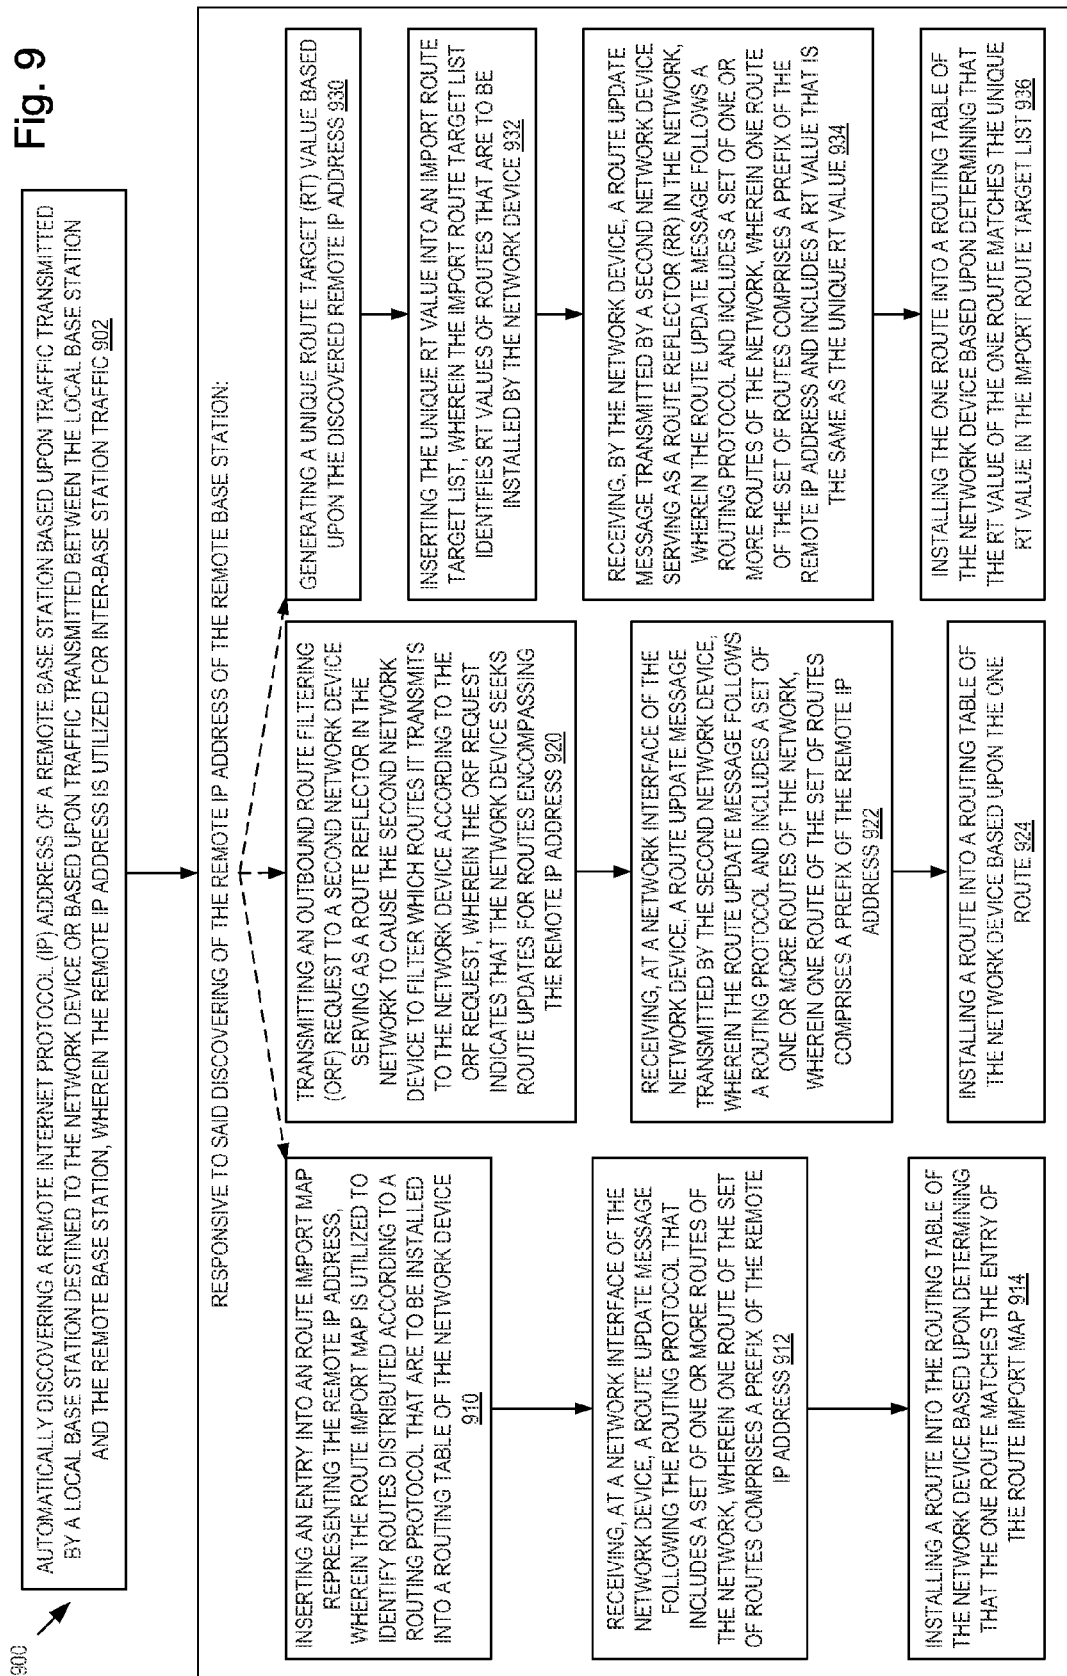 900
Fig. 9
AUTOMATICALLY DISCOVERING A REMOTE INTERNET PROTOCOL (IP) ADDRESS OF A REMOTE BASE STATION BASED UPON TRAFFIC TRANSMITTED
BY A LOCAL BASE STATION DESTINED TO THE NETWORK DEVICE OR BASED UPON TRAFFIC TRANSMITTED BETWEEN THE LOCAL BASE STATION
AND THE REMOTE BASE STATION, WHEREIN THE REMOTE IP ADDRESS IS UTILIZED FOR INTER-BASE STATION TRAFFIC 902
RESPONSIVE TO SAID DISCOVERING OF THE REMOTE IP ADDRESS OF THE REMOTE BASE STATION:
INSERTING AN ENTRY INTO AN ROUTE IMPORT MAP
REPRESENTING THE REMOTE IP ADDRESS,
WHEREIN THE ROUTE IMPORT MAP IS UTILIZED TO
IDENTIFY ROUTES DISTRIBUTED ACCORDING TO A
ROUTING PROTOCOL THAT ARE TO BE INSTALLED
INTO A ROUTING TABLE OF THE NETWORK DEVICE
910
RECEIVING, AT A NETWORK INTERFACE OF THE
NETWORK DEVICE, A ROUTE UPDATE MESSAGE
FOLLOWING THE ROUTING PROTOCOL THAT
INCLUDES A SET OF ONE OR MORE ROUTES OF
THE NETWORK, WHEREIN ONE ROUTE OF THE SET
OF ROUTES COMPRISES A PREFIX OF THE REMOTE
IP ADDRESS 912
INSTALLING A ROUTE INTO THE ROUTING TABLE OF
THE NETWORK DEVICE BASED UPON DETERMINING
THAT THE ONE ROUTE MATCHES THE ENTRY OF
THE ROUTE IMPORT MAP 914
TRANSMITTING AN OUTBOUND ROUTE FILTERING
(ORF) REQUEST TO A SECOND NETWORK DEVICE
SERVING AS A ROUTE REFLECTOR IN THE
NETWORK TO CAUSE THE SECOND NETWORK
DEVICE TO FILTER WHICH ROUTES IT TRANSMITS
TO THE NETWORK DEVICE ACCORDING TO THE
ORF REQUEST, WHEREIN THE ORF REQUEST
INDICATES THAT THE NETWORK DEVICE SEEKS
ROUTE UPDATES FOR ROUTES ENCOMPASSING
THE REMOTE IP ADDRESS 920
RECEIVING, AT A NETWORK INTERFACE OF THE
NETWORK DEVICE, A ROUTE UPDATE MESSAGE
TRANSMITTED BY THE SECOND NETWORK DEVICE,
WHEREIN THE ROUTE UPDATE MESSAGE FOLLOWS
A ROUTING PROTOCOL AND INCLUDES A SET OF
ONE OR MORE ROUTES OF THE NETWORK,
WHEREIN ONE ROUTE OF THE SET OF ROUTES
COMPRISES A PREFIX OF THE REMOTE IP
ADDRESS 922
INSTALLING A ROUTE INTO A ROUTING TABLE OF
THE NETWORK DEVICE BASED UPON THE ONE
ROUTE 924
GENERATING A UNIQUE ROUTE TARGET (RT) VALUE BASED
UPON THE DISCOVERED REMOTE IP ADDRESS 930
INSERTING THE UNIQUE RT VALUE INTO AN IMPORT ROUTE
TARGET LIST, WHEREIN THE IMPORT ROUTE TARGET LIST
IDENTIFIES RT VALUES OF ROUTES THAT ARE TO BE
INSTALLED BY THE NETWORK DEVICE 932
RECEIVING, BY THE NETWORK DEVICE, A ROUTE UPDATE
MESSAGE TRANSMITTED BY A SECOND NETWORK DEVICE
SERVING AS A ROUTE REFLECTOR (RR) IN THE NETWORK,
WHEREIN THE ROUTE UPDATE MESSAGE FOLLOWS A
ROUTING PROTOCOL AND INCLUDES A SET OF ONE OR
MORE ROUTES OF THE NETWORK, WHEREIN ONE ROUTE
OF THE SET OF ROUTES COMPRISES A PREFIX OF THE
REMOTE IP ADDRESS AND INCLUDES A RT VALUE THAT IS
THE SAME AS THE UNIQUE RT VALUE 934
INSTALLING THE ONE ROUTE INTO A ROUTING TABLE OF
THE NETWORK DEVICE BASED UPON DETERMINING THAT
THE RT VALUE OF THE ONE ROUTE MATCHES THE UNIQUE
RT VALUE IN THE IMPORT ROUTE TARGET LIST 936